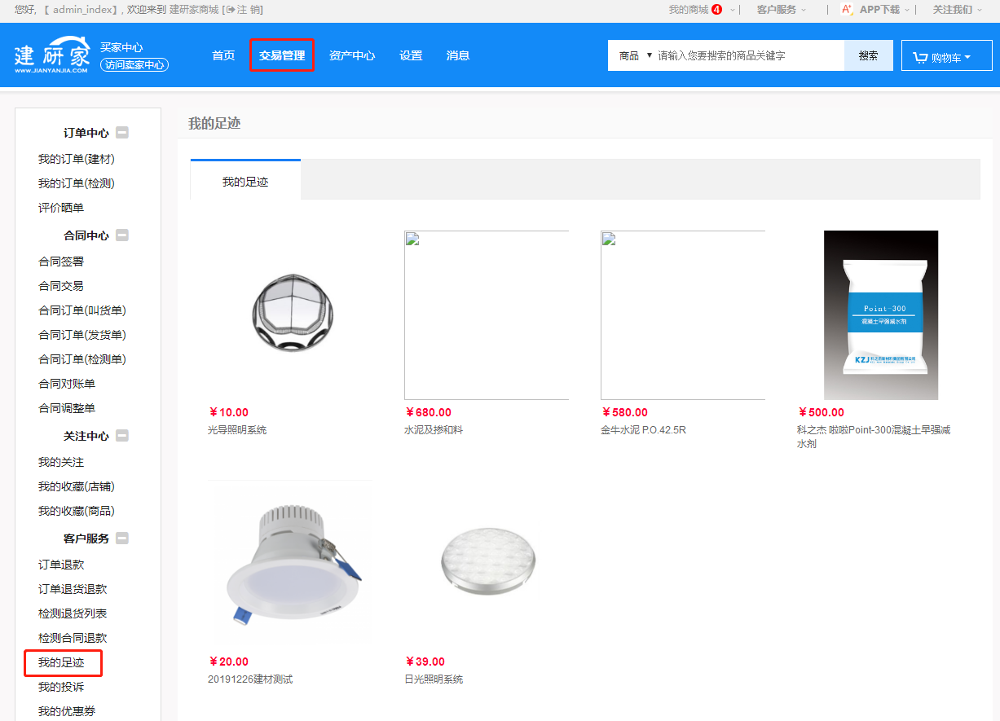 您好, 【 admin_index】, 欢迎来到 建研家商城 [注 销]
我的商城 4
客户服务
APP下载
关注我们
建研家
WWW.JIANYANJIA.COM
买家中心
访问卖家中心
首页
交易管理
资产中心
设置
消息
商品 ▼ 请输入您要搜索的商品关键字
搜索
购物车
订单中心
我的订单(建材)
我的订单(检测)
评价晒单
合同中心
合同签署
合同交易
合同订单(叫货单)
合同订单(发货单)
合同订单(检测单)
合同对账单
合同调整单
关注中心
我的关注
我的收藏(店铺)
我的收藏(商品)
客户服务
订单退款
订单退货退款
检测退货列表
检测合同退款
我的足迹
我的投诉
我的优惠券
我的足迹
我的足迹
Point-300
混凝土早强减水剂
KZJ
¥10.00
光导照明系统
¥680.00
水泥及掺和料
¥580.00
金牛水泥 P.O.42.5R
¥500.00
科之杰 啦啦Point-300混凝土早强减
水剂
¥20.00
20191226建材测试
¥39.00
日光照明系统